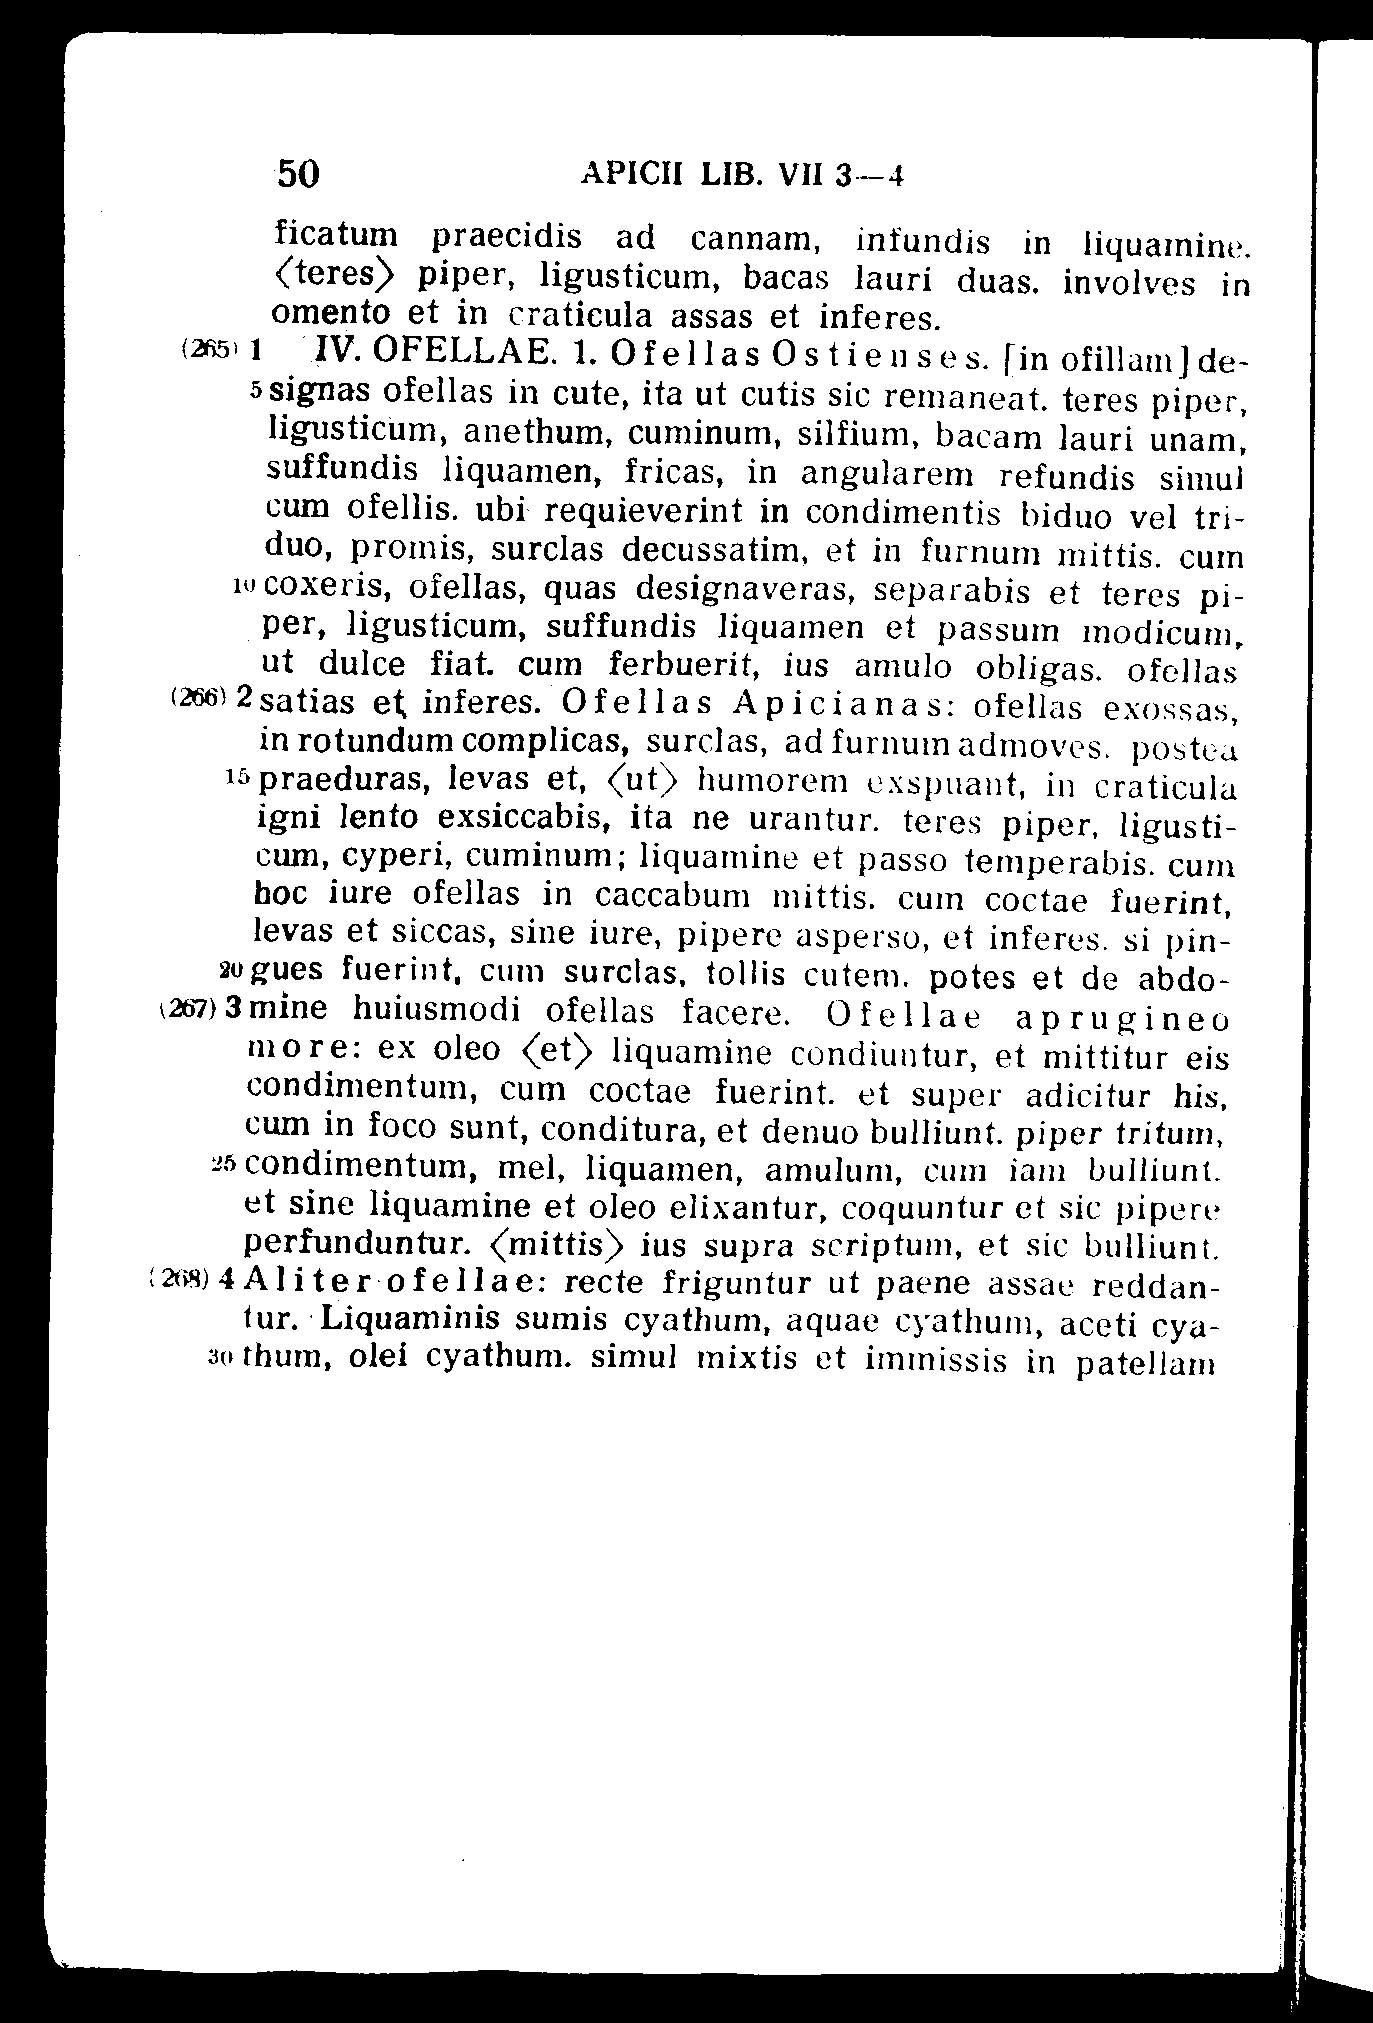 50 APICII LIB. VII 3—4
ficatum praecidis ad cannam, infundis in liquamine.
⟨teres⟩ piper, ligusticum, bacas lauri duas. involves in
omento et in craticula assas et inferes.
(265) 1 IV. OFELLAE. 1. Ofellas Ostienses. [in ofillam] de-
5 signas ofellas in cute, ita ut cutis sic remaneat. teres piper,
ligusticum, anethum, cuminum, silfium, bacam lauri unam,
suffundis liquamen, fricas, in angularem refundis simul
cum ofellis. ubi requieverint in condimentis biduo vel tri-
duo, promis, surclas decussatim, et in furnum mittis. cum
10 coxeris, ofellas, quas designaveras, separabis et teres pi-
per, ligusticum, suffundis liquamen et passum modicum,
ut dulce fiat. cum ferbuerit, ius amulo obligas. ofellas
(266) 2 satias et inferes. Ofellas Apicianas: ofellas exossas,
in rotundum complicas, surclas, ad furnum admoves. postea
15 praeduras, levas et, ⟨ut⟩ humorem exspuant, in craticula
igni lento exsiccabis, ita ne urantur. teres piper, ligusti-
cum, cyperi, cuminum; liquamine et passo temperabis. cum
hoc iure ofellas in caccabum mittis. cum coctae fuerint,
levas et siccas, sine iure, pipere asperso, et inferes. si pin-
20 gues fuerint, cum surclas, tollis cutem. potes et de abdo-
(267) 3 mine huiusmodi ofellas facere. Ofellae aprugineo
more: ex oleo ⟨et⟩ liquamine condiuntur, et mittitur eis
condimentum, cum coctae fuerint. et super adicitur his,
cum in foco sunt, conditura, et denuo bulliunt. piper tritum,
25 condimentum, mel, liquamen, amulum, cum iam bulliunt.
et sine liquamine et oleo elixantur, coquuntur et sic pipere
perfunduntur. ⟨mittis⟩ ius supra scriptum, et sic bulliunt.
(268) 4 Aliter ofellae: recte friguntur ut paene assae reddan-
tur. Liquaminis sumis cyathum, aquae cyathum, aceti cya-
30 thum, olei cyathum. simul mixtis et immissis in patellam